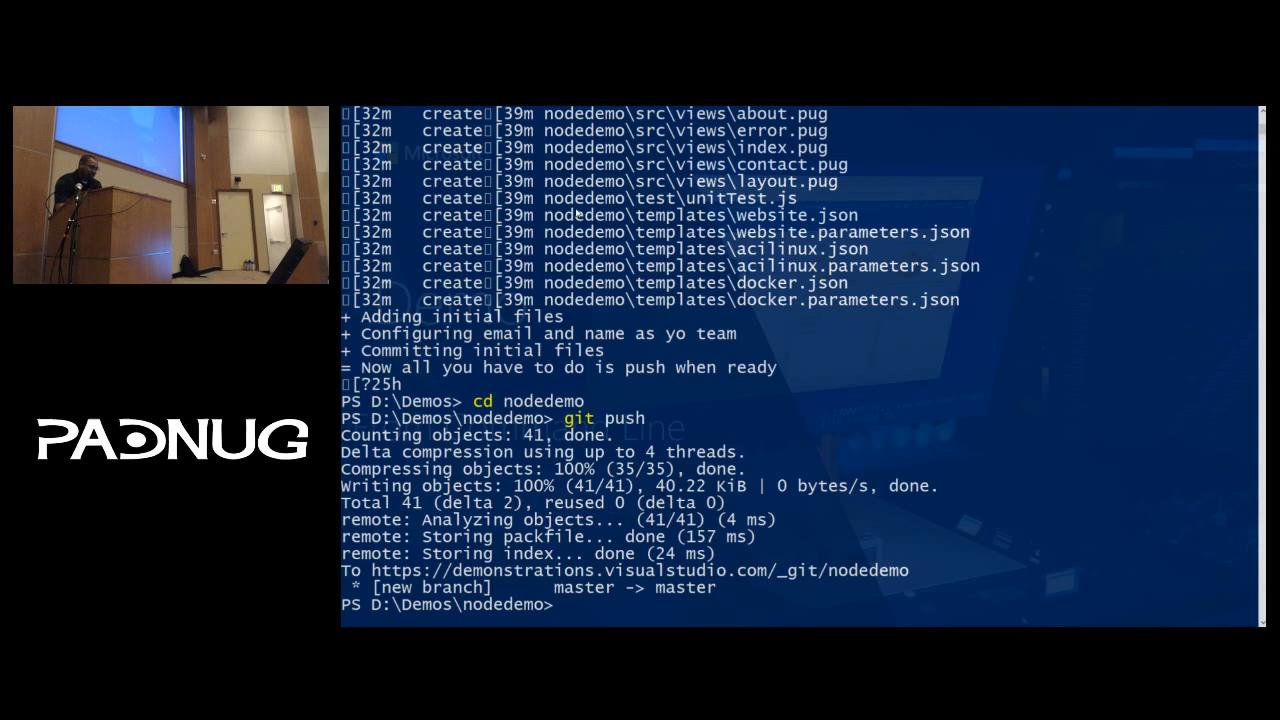 [32m   create[39m nodedemo\src\views\about.pug
[32m   create[39m nodedemo\src\views\error.pug
[32m   create[39m nodedemo\src\views\index.pug
[32m   create[39m nodedemo\src\views\contact.pug
[32m   create[39m nodedemo\src\views\layout.pug
[32m   create[39m nodedemo\test\unitTest.js
[32m   create[39m nodedemo\templates\website.json
[32m   create[39m nodedemo\templates\website.parameters.json
[32m   create[39m nodedemo\templates\acilinux.json
[32m   create[39m nodedemo\templates\acilinux.parameters.json
[32m   create[39m nodedemo\templates\docker.json
[32m   create[39m nodedemo\templates\docker.parameters.json
+ Adding initial files
+ Configuring email and name as yo team
+ Committing initial files
= Now all you have to do is push when ready
[?25h
PS D:\Demos> cd nodedemo
PS D:\Demos\nodedemo> git push
Counting objects: 41, done.
Delta compression using up to 4 threads.
Compressing objects: 100% (35/35), done.
Writing objects: 100% (41/41), 40.22 KiB | 0 bytes/s, done.
Total 41 (delta 2), reused 0 (delta 0)
remote: Analyzing objects... (41/41) (4 ms)
remote: Storing packfile... done (157 ms)
remote: Storing index... done (24 ms)
To https://demonstrations.visualstudio.com/_git/nodedemo
 * [new branch]      master -> master
PS D:\Demos\nodedemo>
PADNUG